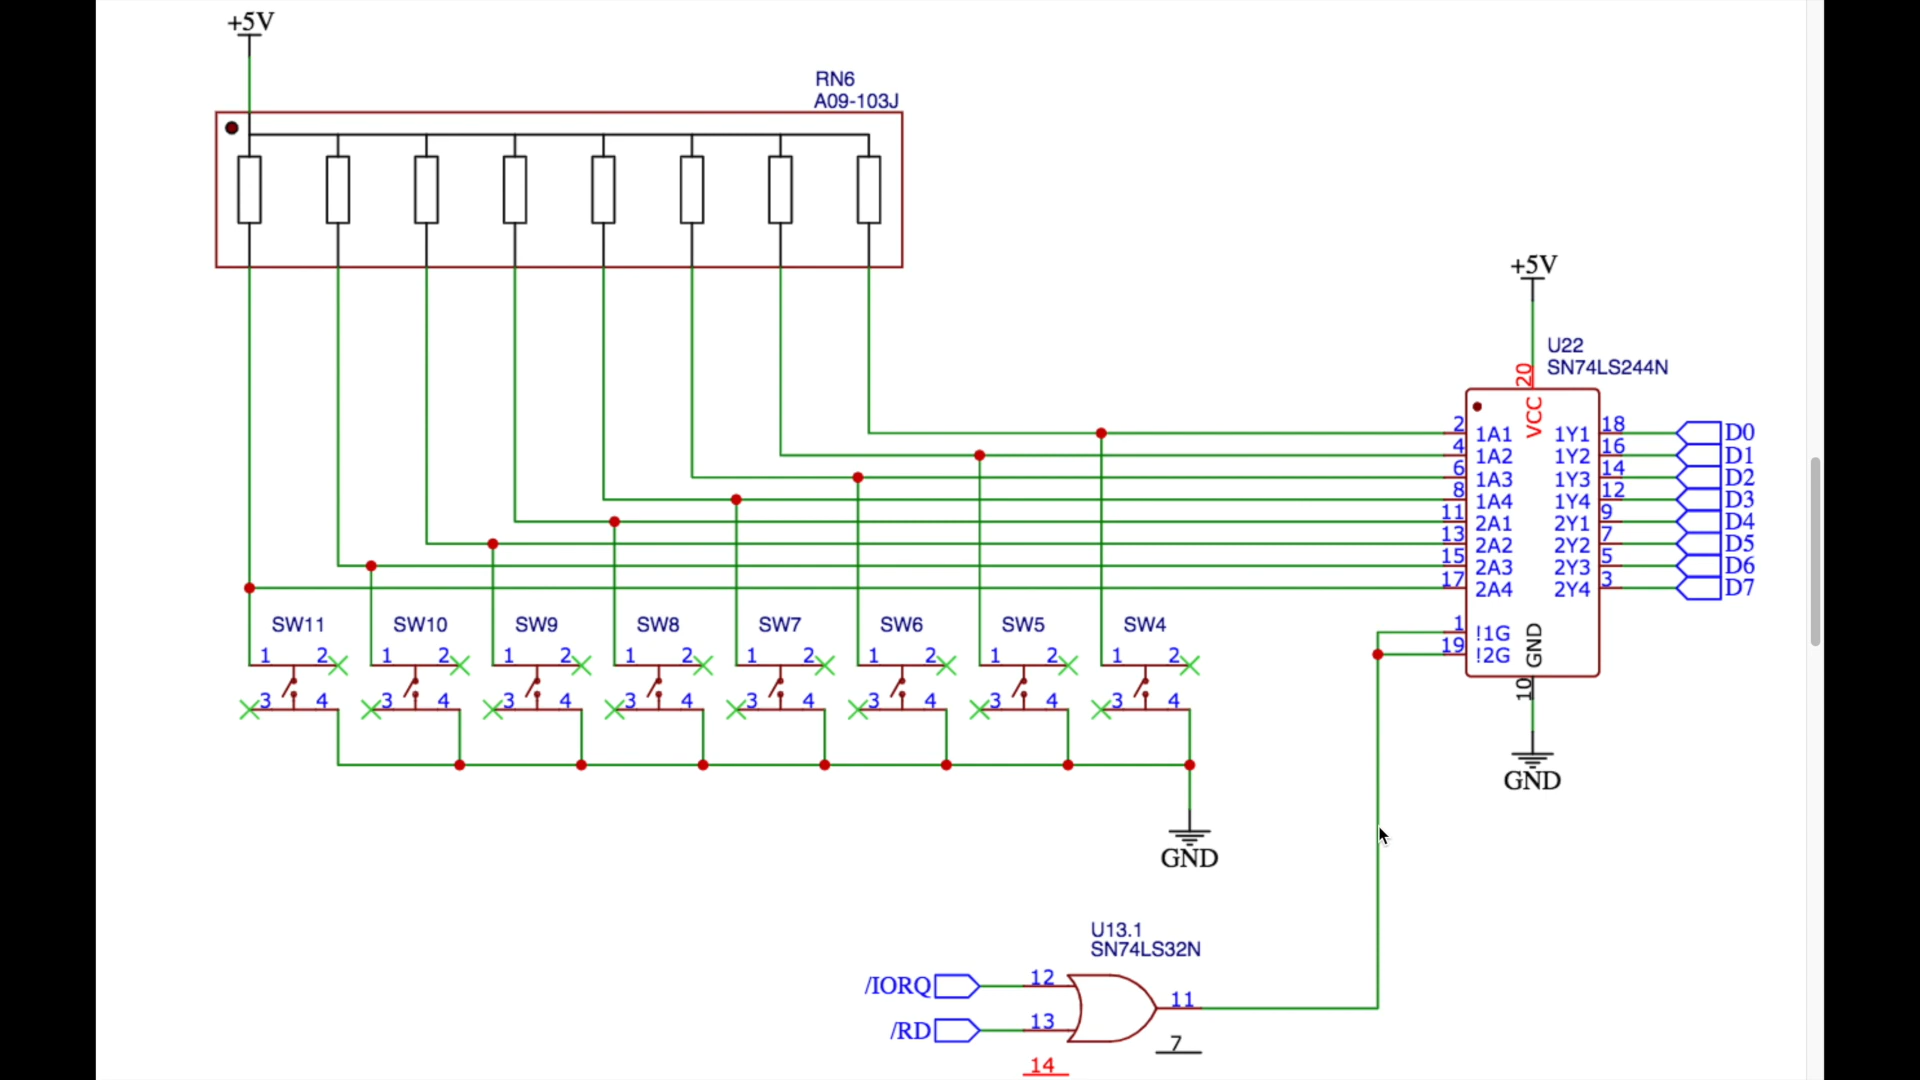 +5V
RN6
A09-103J
+5V
U22
SN74LS244N
20
VCC
2 1A1 1Y1 18 D0
4 1A2 1Y2 16 D1
6 1A3 1Y3 14 D2
8 1A4 1Y4 12 D3
11 2A1 2Y1 9 D4
13 2A2 2Y2 7 D5
15 2A3 2Y3 5 D6
17 2A4 2Y4 3 D7
1 !1G
19 !2G
GND
10
GND
SW11 SW10 SW9 SW8 SW7 SW6 SW5 SW4
1 2 1 2 1 2 1 2 1 2 1 2 1 2 1 2
3 4 3 4 3 4 3 4 3 4 3 4 3 4 3 4
GND
U13.1
SN74LS32N
/IORQ 12
11
/RD 13
7
14